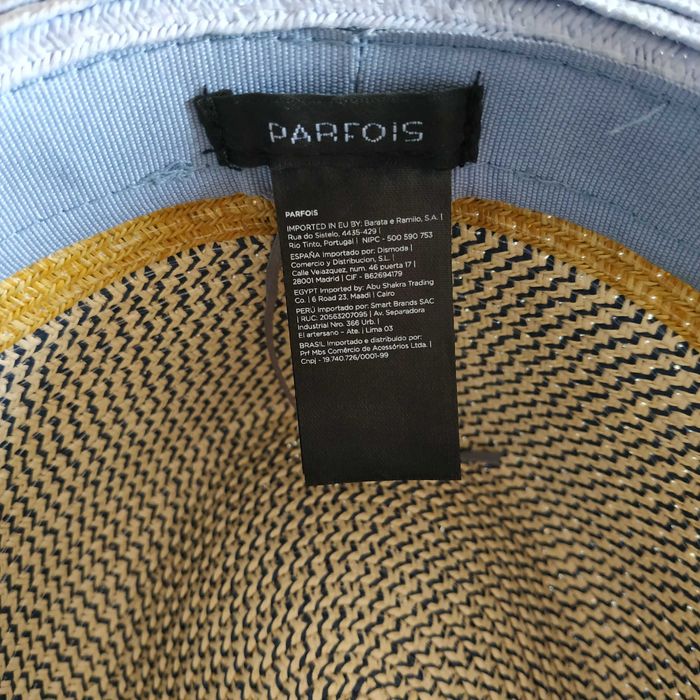 PARFOIS
PARFOIS
IMPORTED IN EU BY: Barata e Ramilo, S.A. |
Rua do Sistelo, 4435-429 |
Rio Tinto, Portugal | NIPC - 500 590 753
ESPAÑA Importado por: Dismoda |
Comercio y Distribucion, S.L. |
Calle Velazquez, num. 46 puerta 17 |
28001 Madrid | CIF - B62694179
EGYPT Imported by: Abu Shakra Trading
Co. | 6 Road 23, Maadi | Cairo
PERÚ Importado por: Smart Brands SAC
| RUC: 20563207095 | Av. Separadora
Industrial Nro. 366 Urb. |
El artersano - Ate. | Lima 03
BRASIL Importado e distribuido por:
Prf Mbs Comércio de Acessórios Ltda. |
Cnpj - 19.740.726/0001-99